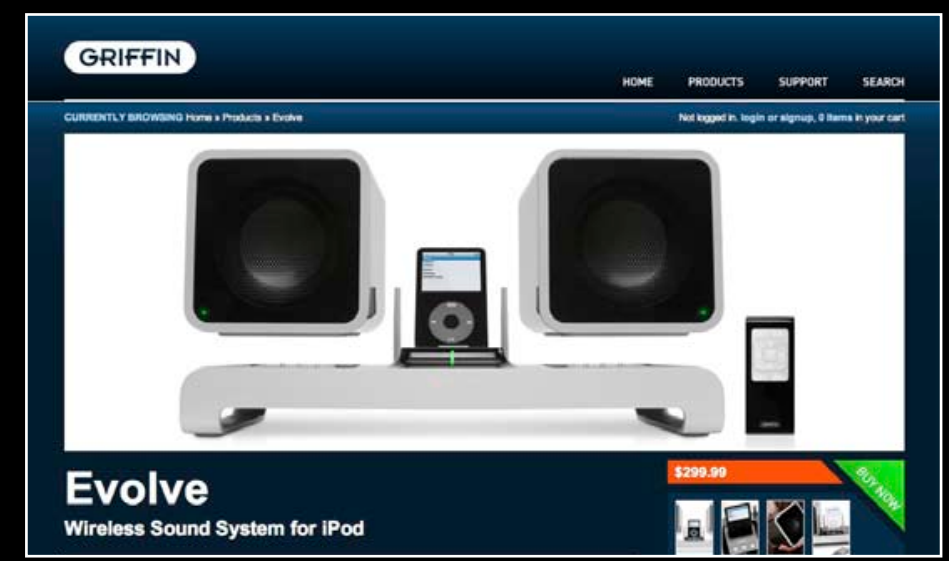 GRIFFIN
HOME PRODUCTS SUPPORT SEARCH
CURRENTLY BROWSING Home » Products » Evolve
Not logged in. login or signup, 0 items in your cart
GRIFFIN
Evolve
Wireless Sound System for iPod
$299.99
BUY NOW